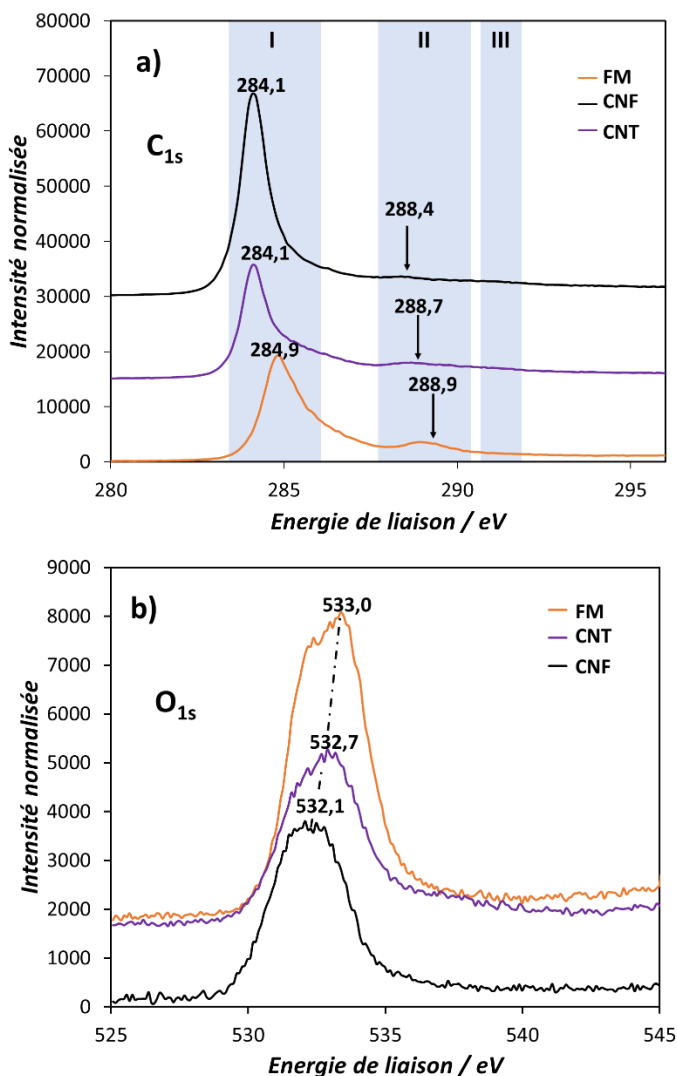 80000
70000
60000
50000
40000
30000
20000
10000
0
Intensité normalisée
a)
C1s
I
II
III
FM
CNF
CNT
284,1
284,1
284,9
288,4
288,7
288,9
280
285
290
295
Energie de liaison / eV
9000
8000
7000
6000
5000
4000
3000
2000
1000
0
Intensité normalisée
b)
O1s
FM
CNT
CNF
533,0
532,7
532,1
525
530
535
540
545
Energie de liaison / eV